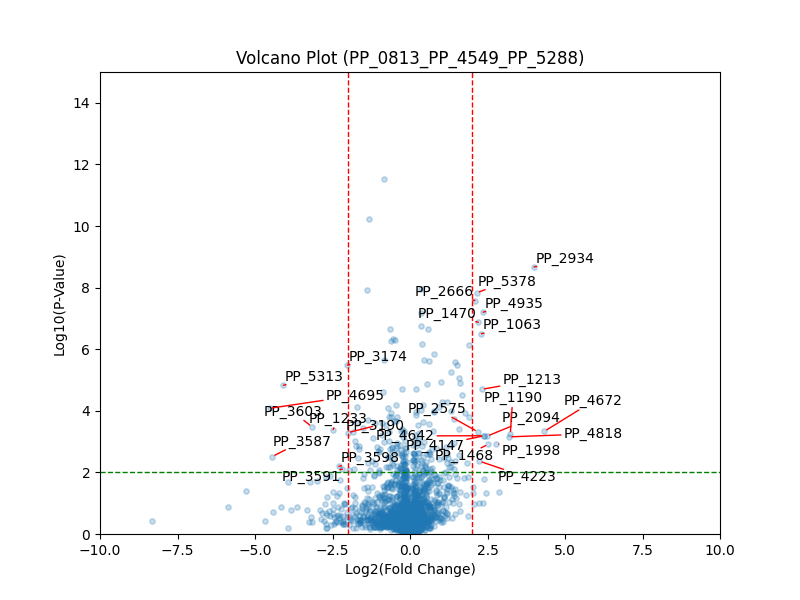 Volcano Plot (PP_0813_PP_4549_PP_5288)
Log10(P-Value)
14
12
10
8
6
4
2
0
PP_2934
PP_5378
PP_2666
PP_4935
PP_1470
PP_1063
PP_3174
PP_5313
PP_1213
PP_4695
PP_1190
PP_4672
PP_2575
PP_3603
PP_1233
PP_2094
PP_3190
PP_4642
PP_4818
PP_3587
PP_4147
PP_1998
PP_3598
PP_1468
PP_3591
PP_4223
−10.0
−7.5
−5.0
−2.5
0.0
2.5
5.0
7.5
10.0
Log2(Fold Change)